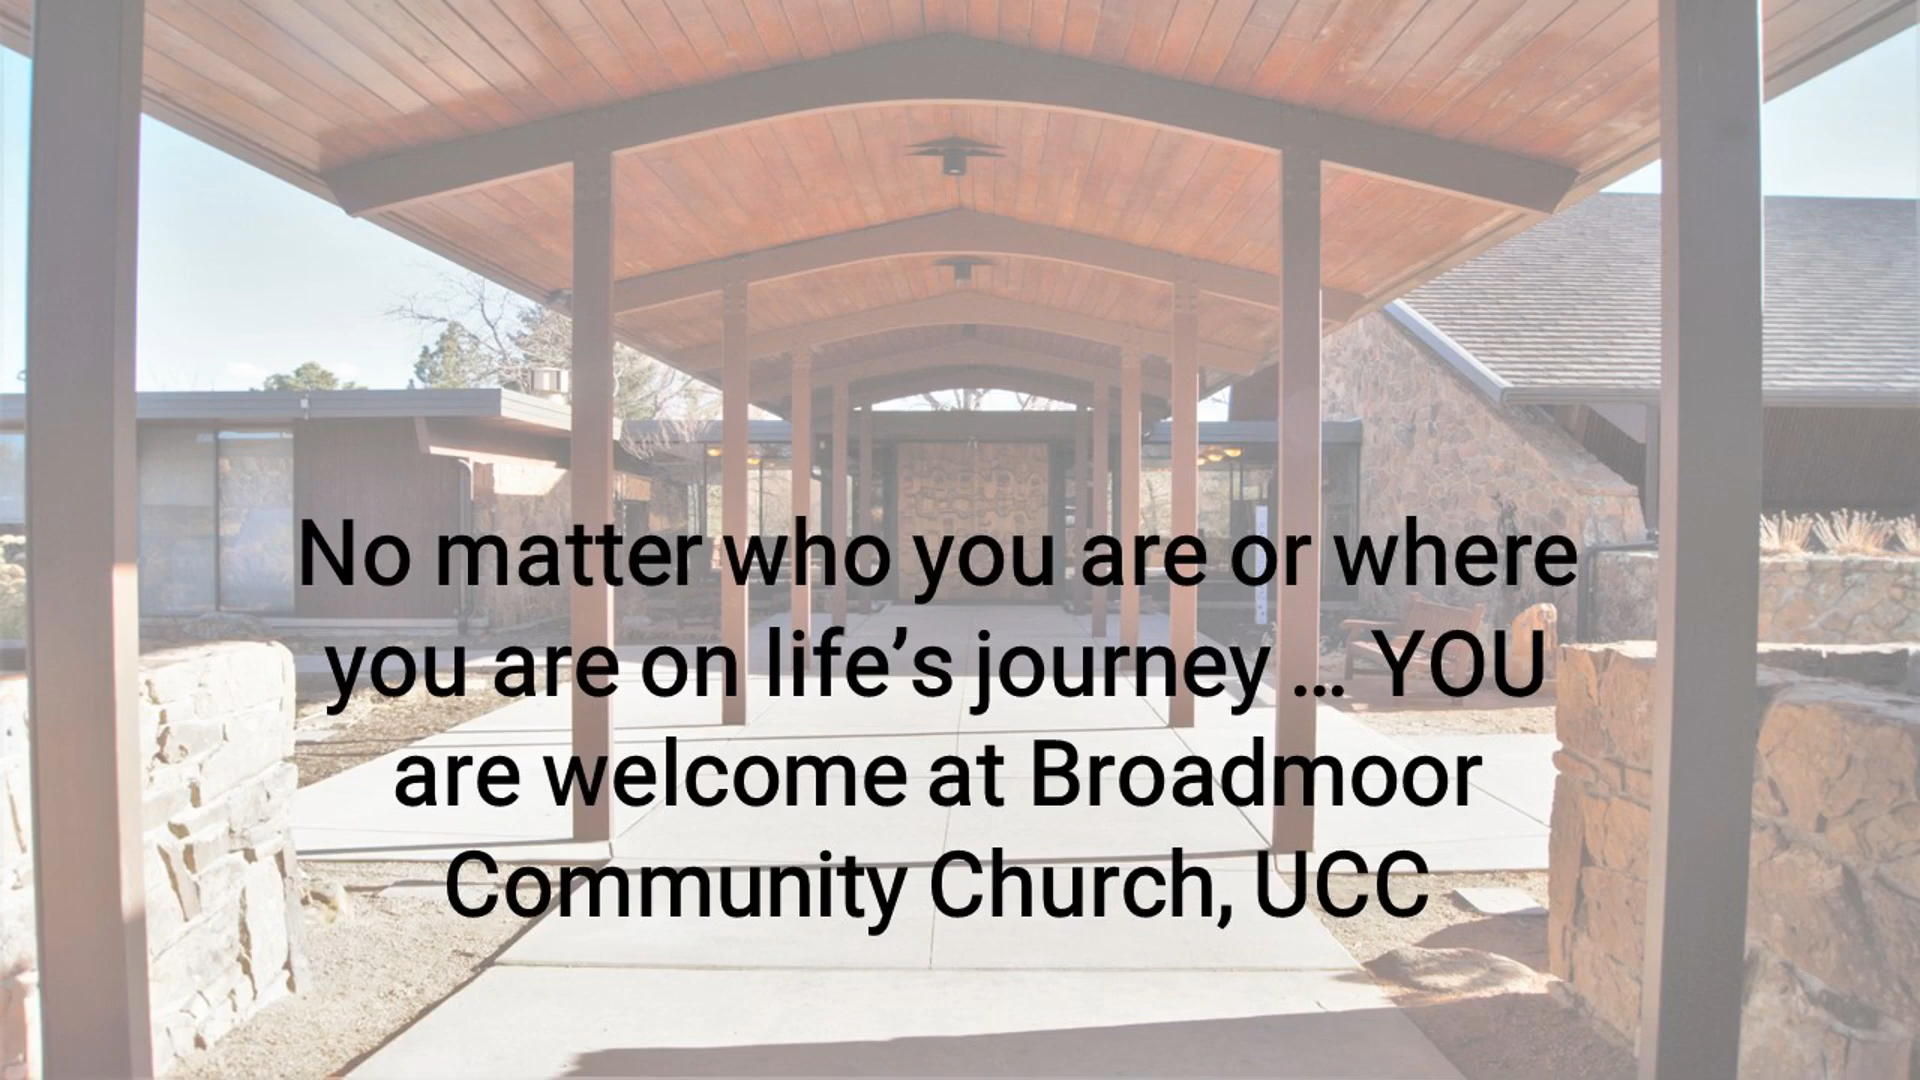 No matter who you are or where
you are on life’s journey … YOU
are welcome at Broadmoor
Community Church, UCC